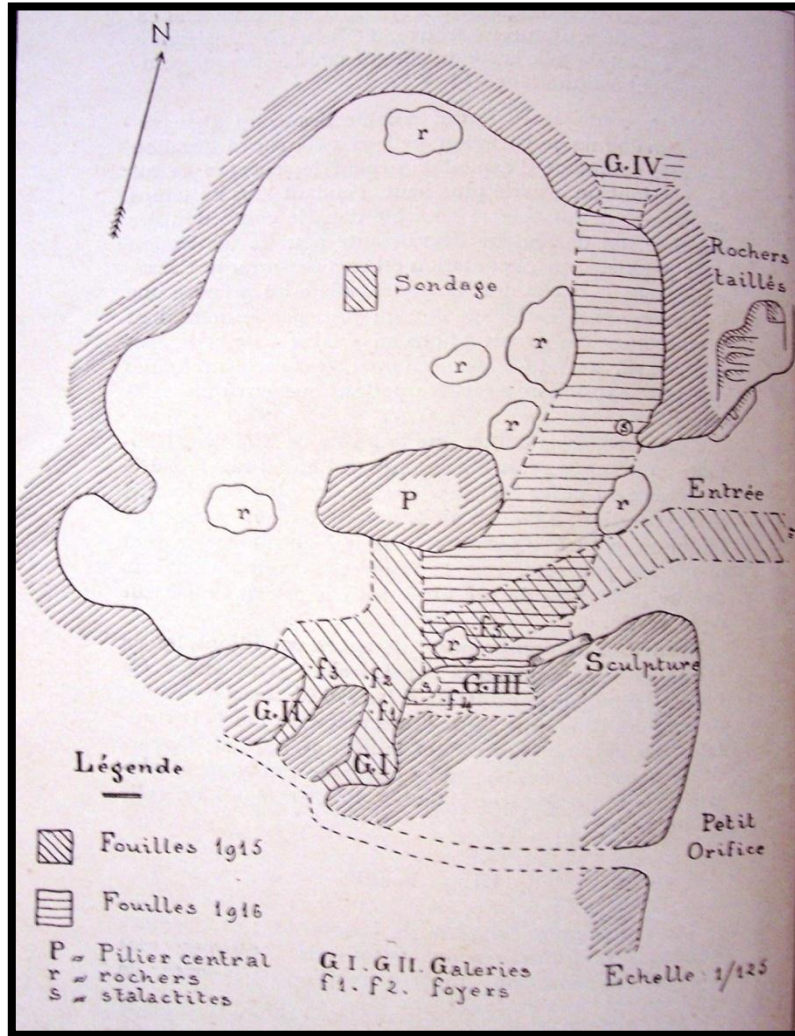 N
r
G.IV
Rochers
taillés
Sondage
r
r
r
s
r
Entrée
P
r
f5
r
Sculpture
f3
f2
s
G.III
f4
G.II
f1
G.I
Légende
Petit
Orifice
Fouilles 1915
Fouilles 1916
P = Pilier central
r = rochers
s = stalactites
G I. G II. Galeries
f1. f2. foyers
Echelle : 1/125